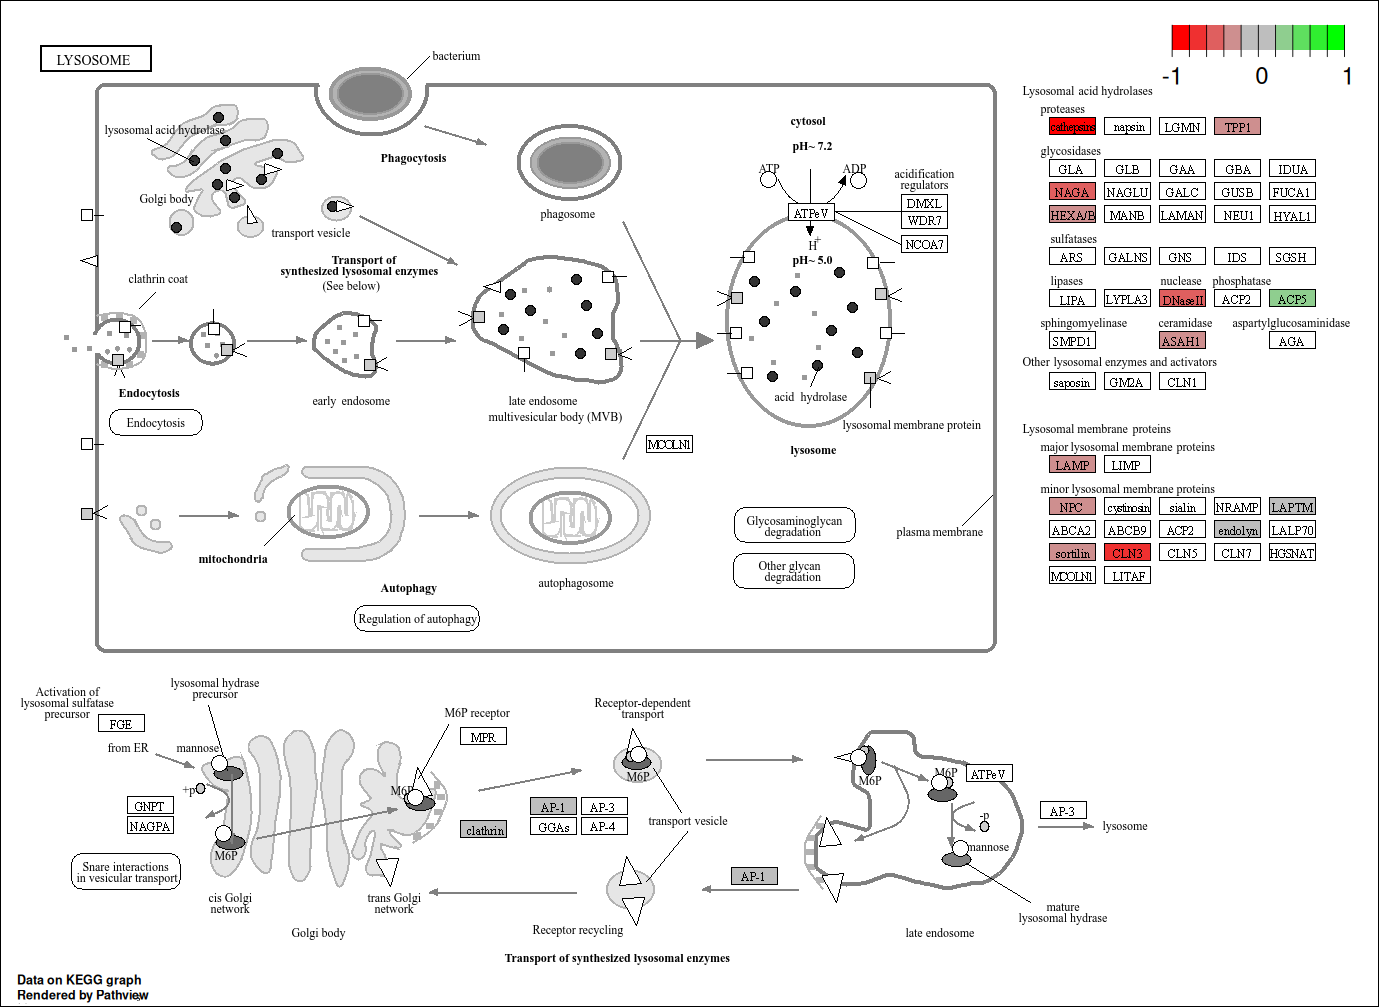 LYSOSOME
bacterium
-1 0 1
lysosomal acid hydrolase
Phagocytosis
Golgi body
transport vesicle
phagosome
cytosol
pH~ 7.2
ATP
ADP
ATPeV
H+
pH~ 5.0
acidification
regulators
DMXL
WDR7
NCOA7
Transport of
synthesized lysosomal enzymes
(See below)
clathrin coat
Endocytosis
Endocytosis
early endosome
late endosome
multivesicular body (MVB)
MCOLN1
acid hydrolase
lysosomal membrane protein
lysosome
mitochondria
Autophagy
Regulation of autophagy
autophagosome
Glycosaminoglycan
degradation
Other glycan
degradation
plasma membrane
Lysosomal acid hydrolases
proteases
cathepsins napsin LGMN TPP1
glycosidases
GLA GLB GAA GBA IDUA
NAGA NAGLU GALC GUSB FUCA1
HEXA/B MANB LAMAN NEU1 HYAL1
sulfatases
ARS GALNS GNS IDS SGSH
lipases nuclease phosphatase
LIPA LYPLA3 DNaseII ACP2 ACP5
sphingomyelinase ceramidase aspartylglucosaminidase
SMPD1 ASAH1 AGA
Other lysosomal enzymes and activators
saposin GM2A CLN1
Lysosomal membrane proteins
major lysosomal membrane proteins
LAMP LIMP
minor lysosomal membrane proteins
NPC cystinosin sialin NRAMP LAPTM
ABCA2 ABCB9 ACP2 endolyn LALP70
sortilin CLN3 CLN5 CLN7 HGSNAT
MCOLN1 LITAF
Activation of
lysosomal sulfatase
precursor
FGE
lysosomal hydrase
precursor
from ER
mannose
+p
GNPT
NAGPA
M6P
Snare interactions
in vesicular transport
cis Golgi
network
Golgi body
trans Golgi
network
M6P receptor
MPR
M6P
clathrin
AP-1 AP-3
GGAs AP-4
Receptor-dependent
transport
M6P
transport vesicle
Receptor recycling
AP-1
M6P
M6P
ATPeV
-p
mannose
AP-3
lysosome
mature
lysosomal hydrase
late endosome
Transport of synthesized lysosomal enzymes
Data on KEGG graph
Rendered by Pathview